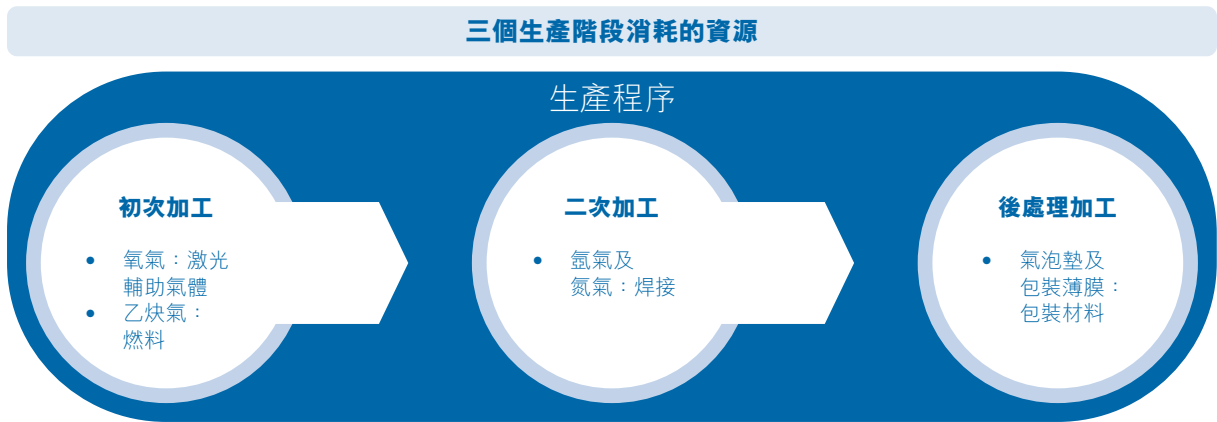 三個生產階段消耗的資源
生產程序
初次加工
• 氧氣：激光
輔助氣體
• 乙炔氣：
燃料
二次加工
• 氬氣及
氮氣：焊接
後處理加工
• 氣泡墊及
包裝薄膜：
包裝材料